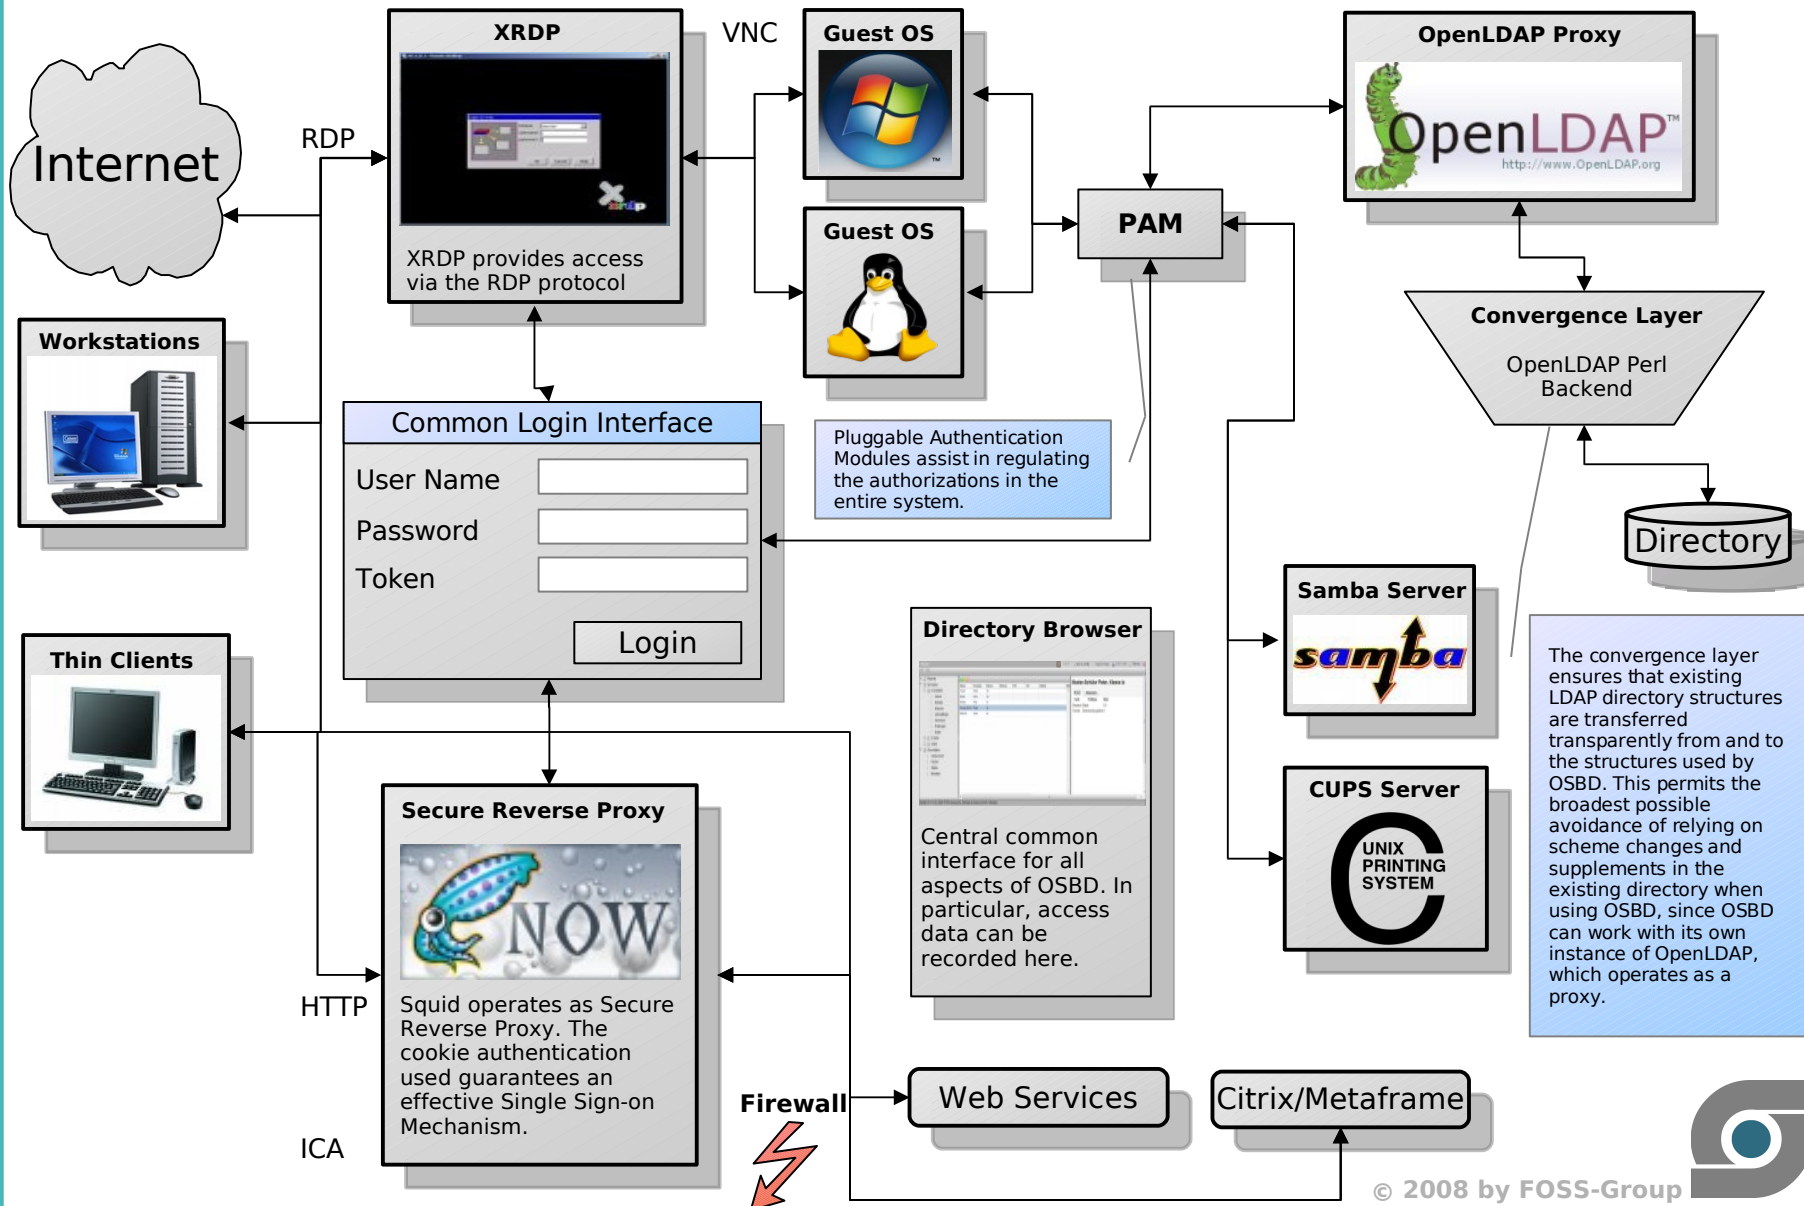 XRDP
VNC
Guest OS
OpenLDAP Proxy
Internet
RDP
OpenLDAP™
http://www.OpenLDAP.org
xrdp
XRDP provides access
via the RDP protocol
Guest OS
PAM
Workstations
Convergence Layer
OpenLDAP Perl
Backend
Common Login Interface
User Name
Password
Token
Login
Pluggable Authentication
Modules assist in regulating
the authorizations in the
entire system.
Directory
Samba Server
samba
Directory Browser
Central common
interface for all
aspects of OSBD. In
particular, access
data can be
recorded here.
The convergence layer
ensures that existing
LDAP directory structures
are transferred
transparently from and to
the structures used by
OSBD. This permits the
broadest possible
avoidance of relying on
scheme changes and
supplements in the
existing directory when
using OSBD, since OSBD
can work with its own
instance of OpenLDAP,
which operates as a
proxy.
Thin Clients
CUPS Server
UNIX
PRINTING
SYSTEM
Secure Reverse Proxy
NOW
HTTP
Squid operates as Secure
Reverse Proxy. The
cookie authentication
used guarantees an
effective Single Sign-on
Mechanism.
ICA
Firewall
Web Services
Citrix/Metaframe
© 2008 by FOSS-Group